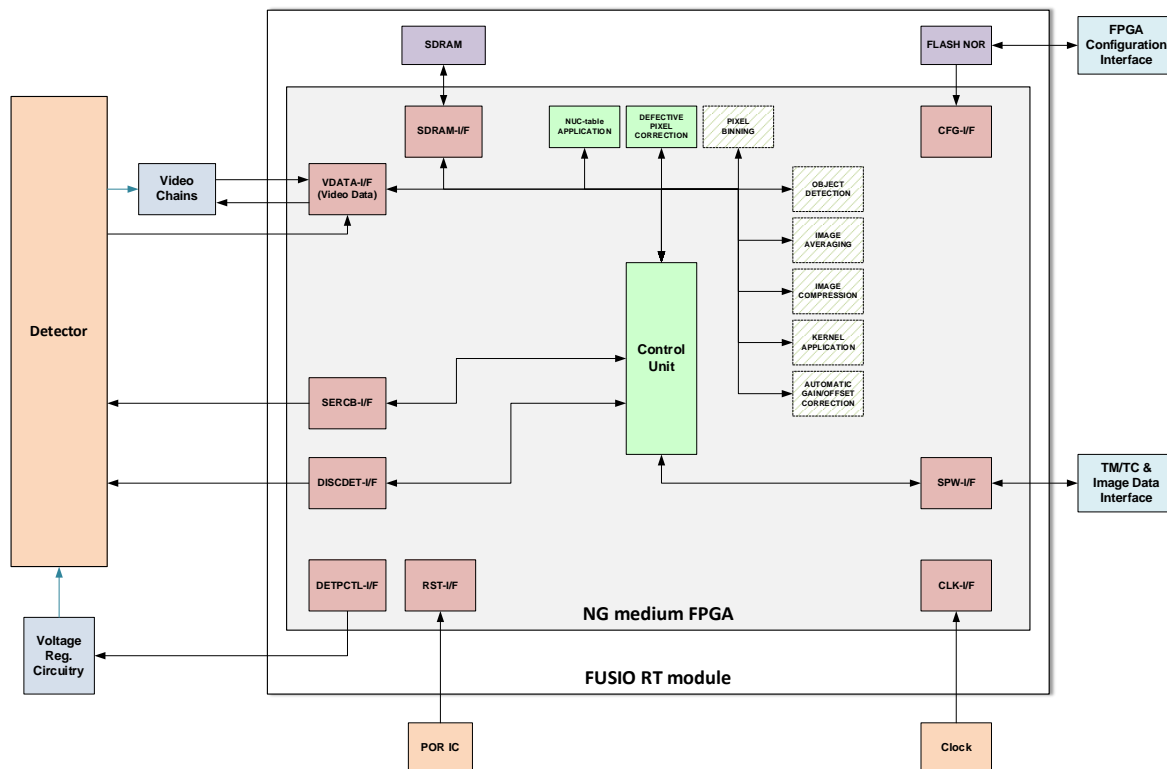 SDRAM
FLASH NOR
FPGA
Configuration
Interface
SDRAM-I/F
NUC-table
APPLICATION
DEFECTIVE
PIXEL
CORRECTION
PIXEL
BINNING
CFG-I/F
Video
Chains
VDATA-I/F
(Video Data)
OBJECT
DETECTION
IMAGE
AVERAGING
IMAGE
COMPRESSION
Detector
Control
Unit
KERNEL
APPLICATION
SERCB-I/F
AUTOMATIC
GAIN/OFFSET
CORRECTION
DISCDET-I/F
SPW-I/F
TM/TC &
Image Data
Interface
DETPCTL-I/F
RST-I/F
CLK-I/F
NG medium FPGA
Voltage
Reg.
Circuitry
FUSIO RT module
POR IC
Clock